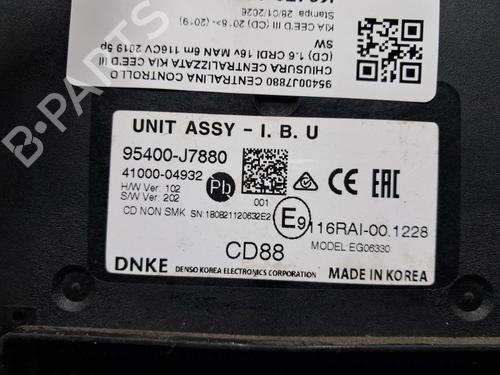 Stampa 28/01/2026
KIA CEE'D III (CD) 2018> (2019)
95400J7880 CENTRALINA CONTROLLO
CHIUSURA CENTRALIZZATA KIA CEE'D III
(CD) 1.6 CRDI 16v MAN 6m 116CV 2019 5p
SW
UNIT ASSY - I. B. U
95400-J7880
41000-04932
H/W Ver: 102
S/W Ver: 202
Pb
001
CE EAC
CD NON SMK
SN: 180821120632E2
E9 116RAI-00.1228
MODEL EG06330
CD88
DNKE DENSO KOREA ELECTRONICS CORPORATION MADE IN KOREA
B-PARTS